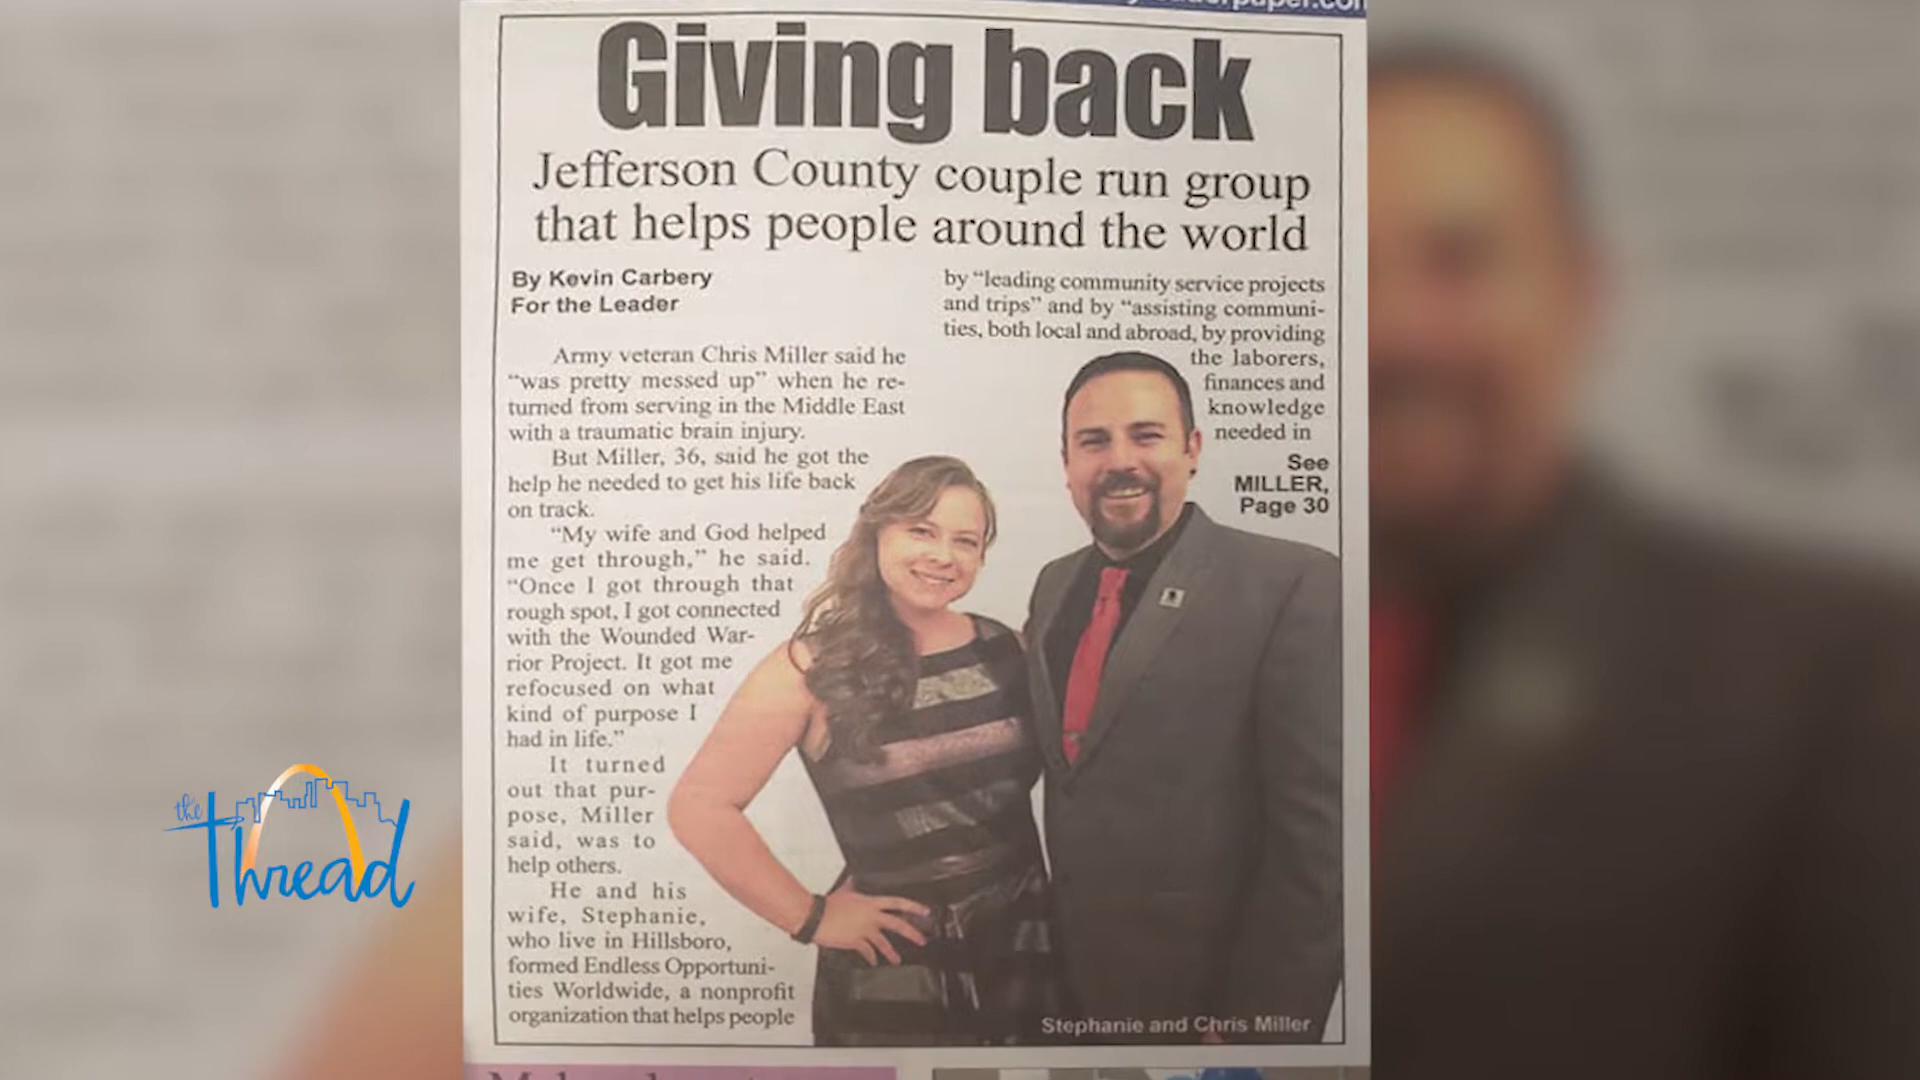 Giving back
Jefferson County couple run group
that helps people around the world
By Kevin Carbery
For the Leader
Army veteran Chris Miller said he
“was pretty messed up” when he re-
turned from serving in the Middle East
with a traumatic brain injury.
But Miller, 36, said he got the
help he needed to get his life back
on track.
“My wife and God helped
me get through,” he said.
“Once I got through that
rough spot, I got connected
with the Wounded War-
rior Project. It got me
refocused on what
kind of purpose I
had in life.”
It turned
out that pur-
pose, Miller
said, was to
help others.
He and his
wife, Stephanie,
who live in Hillsboro,
formed Endless Opportuni-
ties Worldwide, a nonprofit
organization that helps people
by “leading community service projects
and trips” and by “assisting communi-
ties, both local and abroad, by providing
the laborers,
finances and
knowledge
needed in
See
MILLER,
Page 30
Stephanie and Chris Miller
the
thread